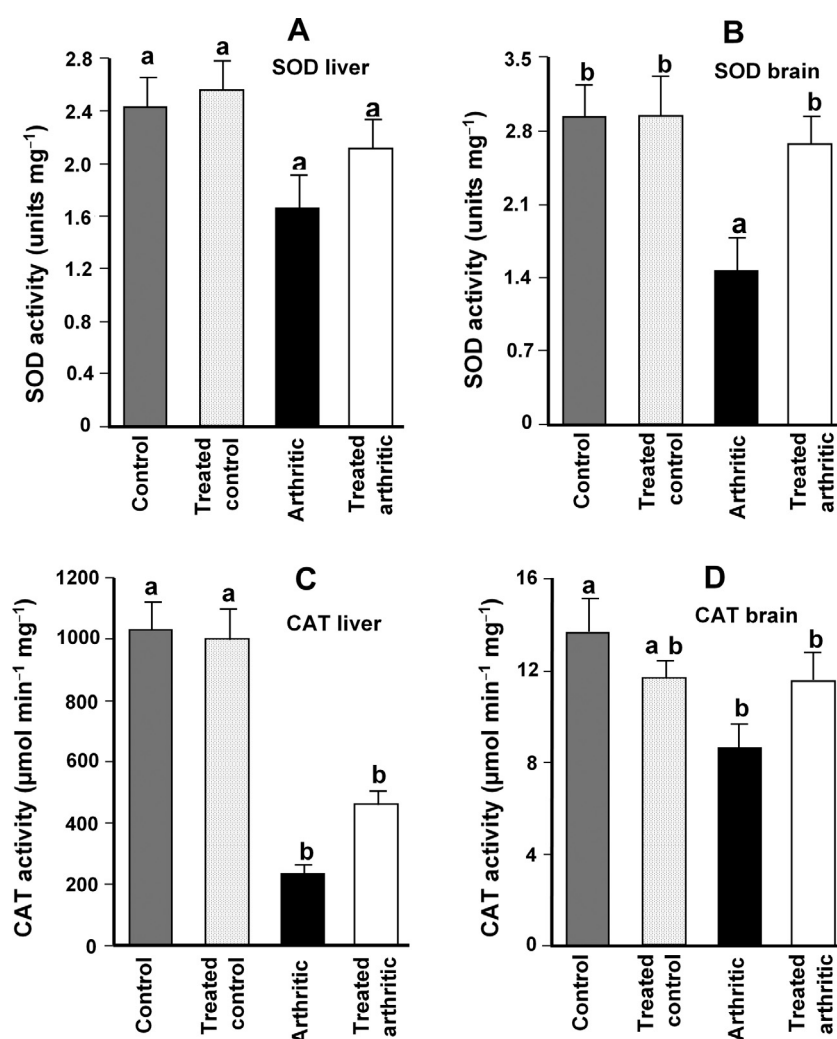 A
SOD liver
SOD activity (units mg⁻¹)
2.8
2.4
2.0
1.6
1.2
0.8
0.4
0
a
a
a
a
Control
Treated
control
Arthritic
Treated
arthritic
B
SOD brain
SOD activity (units mg⁻¹)
3.5
2.8
2.1
1.4
0.7
0
b
b
a
b
Control
Treated
control
Arthritic
Treated
arthritic
C
CAT liver
CAT activity (µmol min⁻¹ mg⁻¹)
1200
1000
800
600
400
200
0
a
a
b
b
Control
Treated
control
Arthritic
Treated
arthritic
D
CAT brain
CAT activity (µmol min⁻¹ mg⁻¹)
16
12
8
4
0
a
a b
b
b
Control
Treated
control
Arthritic
Treated
arthritic